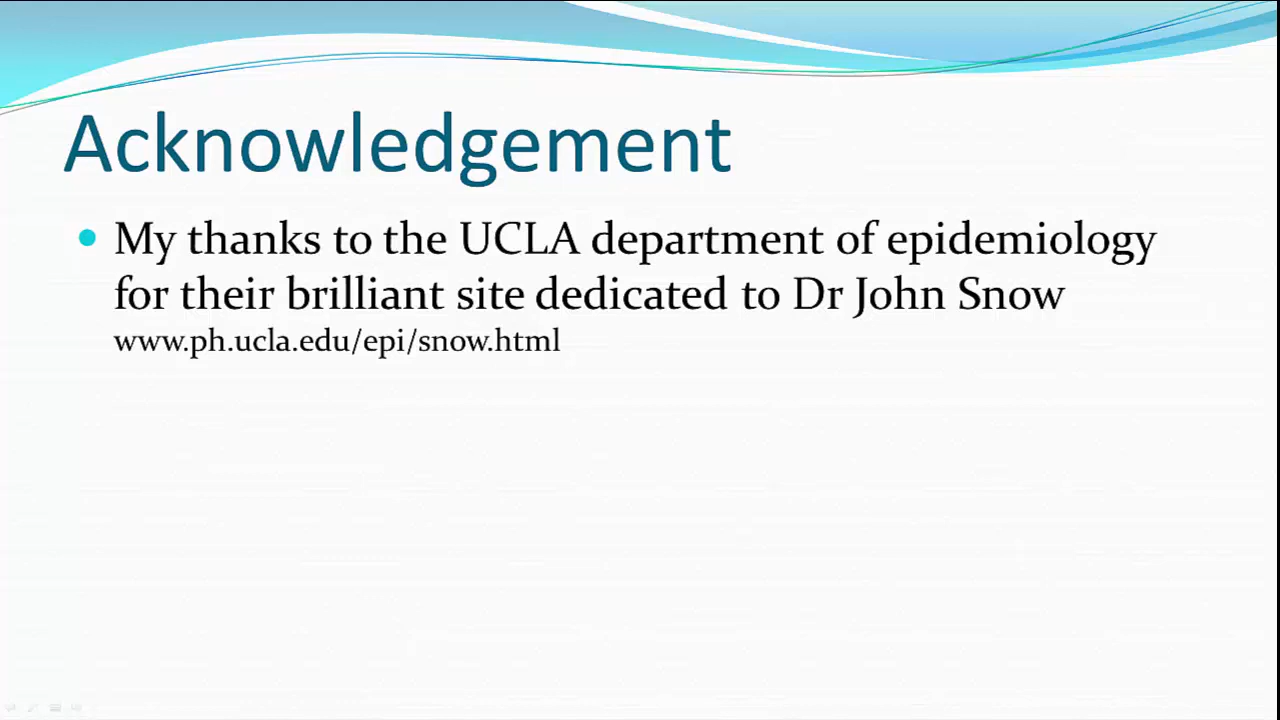 Acknowledgement
My thanks to the UCLA department of epidemiology
for their brilliant site dedicated to Dr John Snow
www.ph.ucla.edu/epi/snow.html